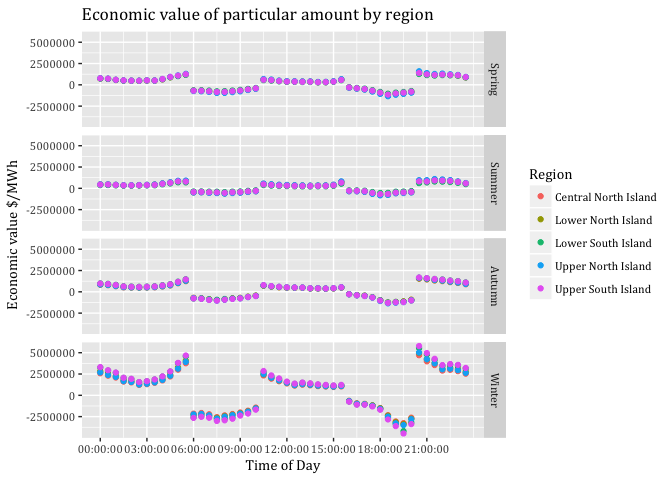 Economic value of particular amount by region
Economic value $/MWh
5000000
2500000
0
-2500000
Spring
5000000
2500000
0
-2500000
Summer
5000000
2500000
0
-2500000
Autumn
5000000
2500000
0
-2500000
Winter
00:00:00 03:00:00 06:00:00 09:00:00 12:00:00 15:00:00 18:00:00 21:00:00
Time of Day
Region
Central North Island
Lower North Island
Lower South Island
Upper North Island
Upper South Island